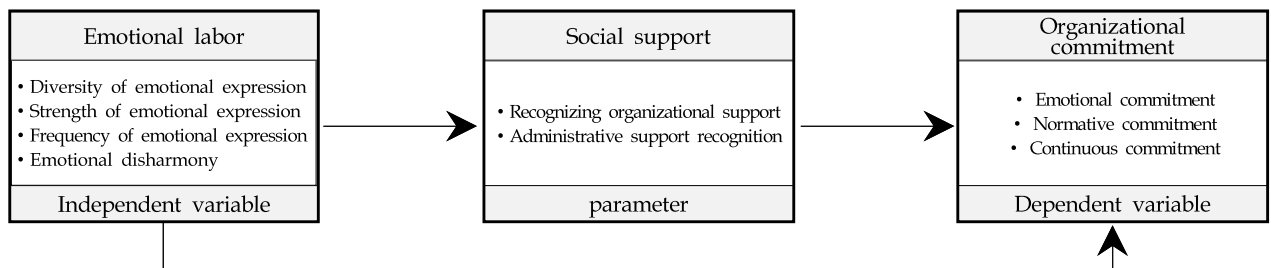 Emotional labor
• Diversity of emotional expression
• Strength of emotional expression
• Frequency of emotional expression
• Emotional disharmony
Independent variable
Social support
• Recognizing organizational support
• Administrative support recognition
parameter
Organizational
commitment
• Emotional commitment
• Normative commitment
• Continuous commitment
Dependent variable